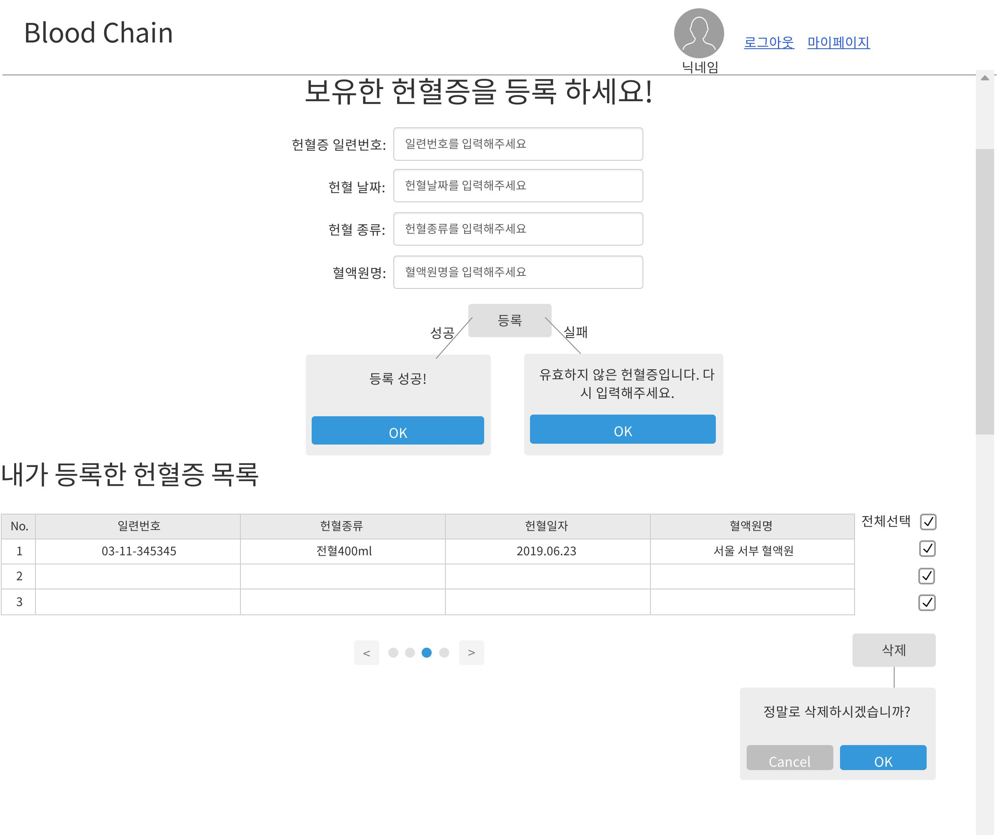 Blood Chain
로그아웃 마이페이지
닉네임
보유한 헌혈증을 등록 하세요!
헌혈증 일련번호: 일련번호를 입력해주세요
헌혈 날짜: 헌혈날짜를 입력해주세요
헌혈 종류: 헌혈종류를 입력해주세요
혈액원명: 혈액원명을 입력해주세요
등록
성공 실패
등록 성공!
OK
유효하지 않은 헌혈증입니다. 다
시 입력해주세요.
OK
내가 등록한 헌혈증 목록
No. 일련번호 헌혈종류 헌혈일자 혈액원명 전체선택
1 03-11-345345 전혈400ml 2019.06.23 서울 서부 혈액원
2
3
< >
삭제
정말로 삭제하시겠습니까?
Cancel OK